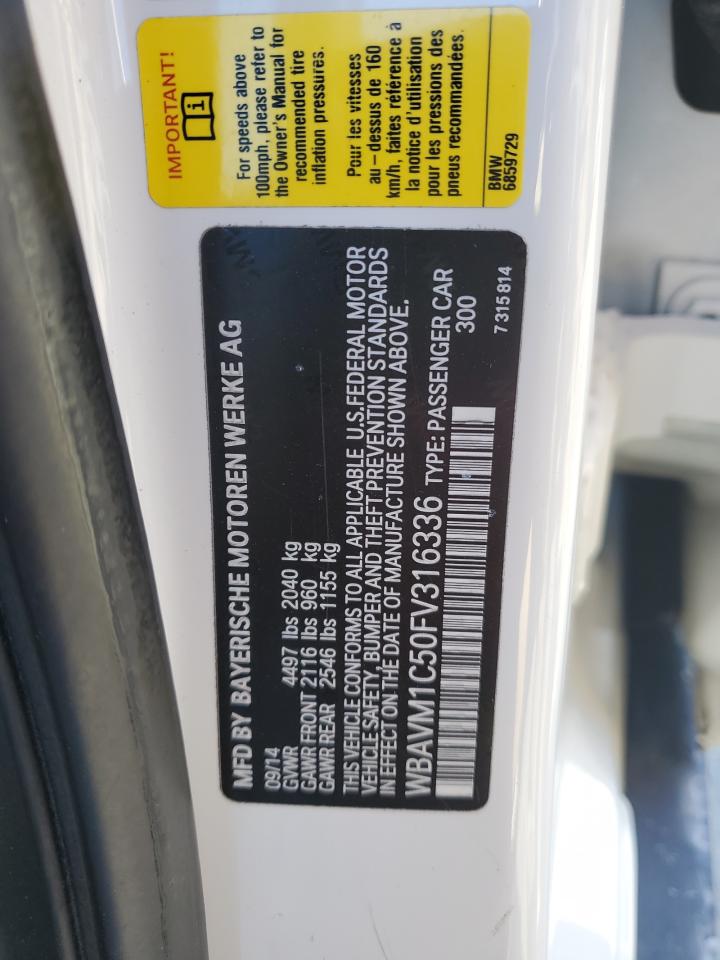 IMPORTANT!
i
For speeds above
100mph, please refer to
the Owner's Manual for
recommended tire
inflation pressures.
Pour les vitesses
au-dessus de 160
km/h, faites référence à
la notice d'utilisation
pour les pressions des
pneus recommandées.
BMW
6859729
MFD BY BAYERISCHE MOTOREN WERKE AG
09/14
GVWR 4497 lbs 2040 kg
GAWR FRONT 2116 lbs 960 kg
GAWR REAR 2546 lbs 1155 kg
THIS VEHICLE CONFORMS TO ALL APPLICABLE U.S. FEDERAL MOTOR
VEHICLE SAFETY, BUMPER AND THEFT PREVENTION STANDARDS
IN EFFECT ON THE DATE OF MANUFACTURE SHOWN ABOVE.
WBAVM1C50FV316336 TYPE: PASSENGER CAR
300
7 315 814